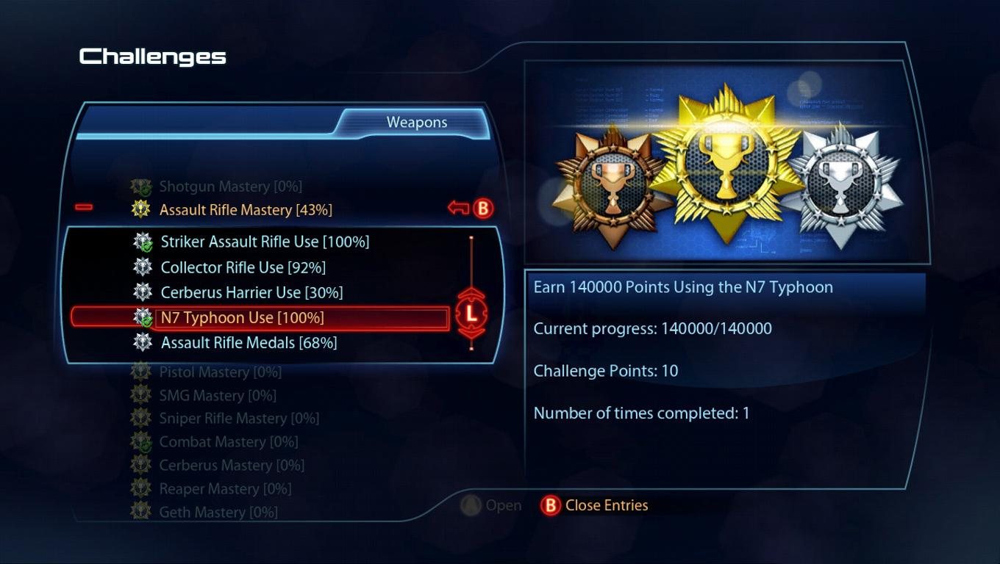 Challenges
Weapons
Shotgun Mastery [0%]
Assault Rifle Mastery [43%]
B
Striker Assault Rifle Use [100%]
Collector Rifle Use [92%]
Cerberus Harrier Use [30%]
N7 Typhoon Use [100%]
L
Assault Rifle Medals [68%]
Pistol Mastery [0%]
SMG Mastery [0%]
Sniper Rifle Mastery [0%]
Combat Mastery [0%]
Cerberus Mastery [0%]
Reaper Mastery [0%]
Geth Mastery [0%]
Earn 140000 Points Using the N7 Typhoon
Current progress: 140000/140000
Challenge Points: 10
Number of times completed: 1
A Open B Close Entries